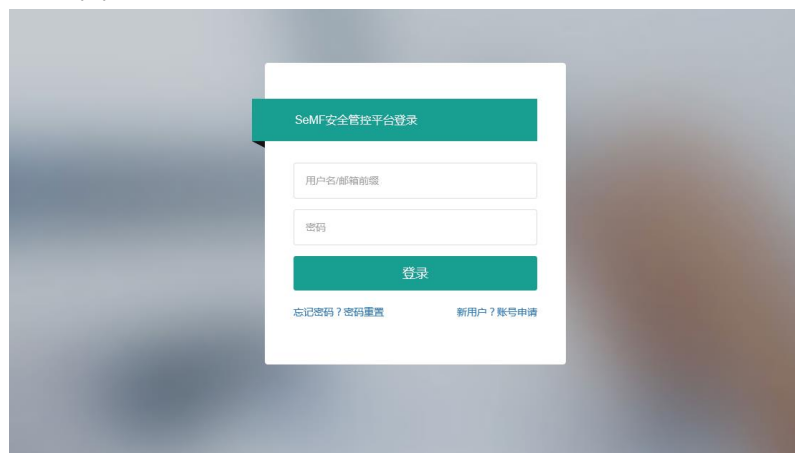 SeMF安全管控平台登录
用户名/邮箱前缀
密码
登录
忘记密码？密码重置
新用户？账号申请